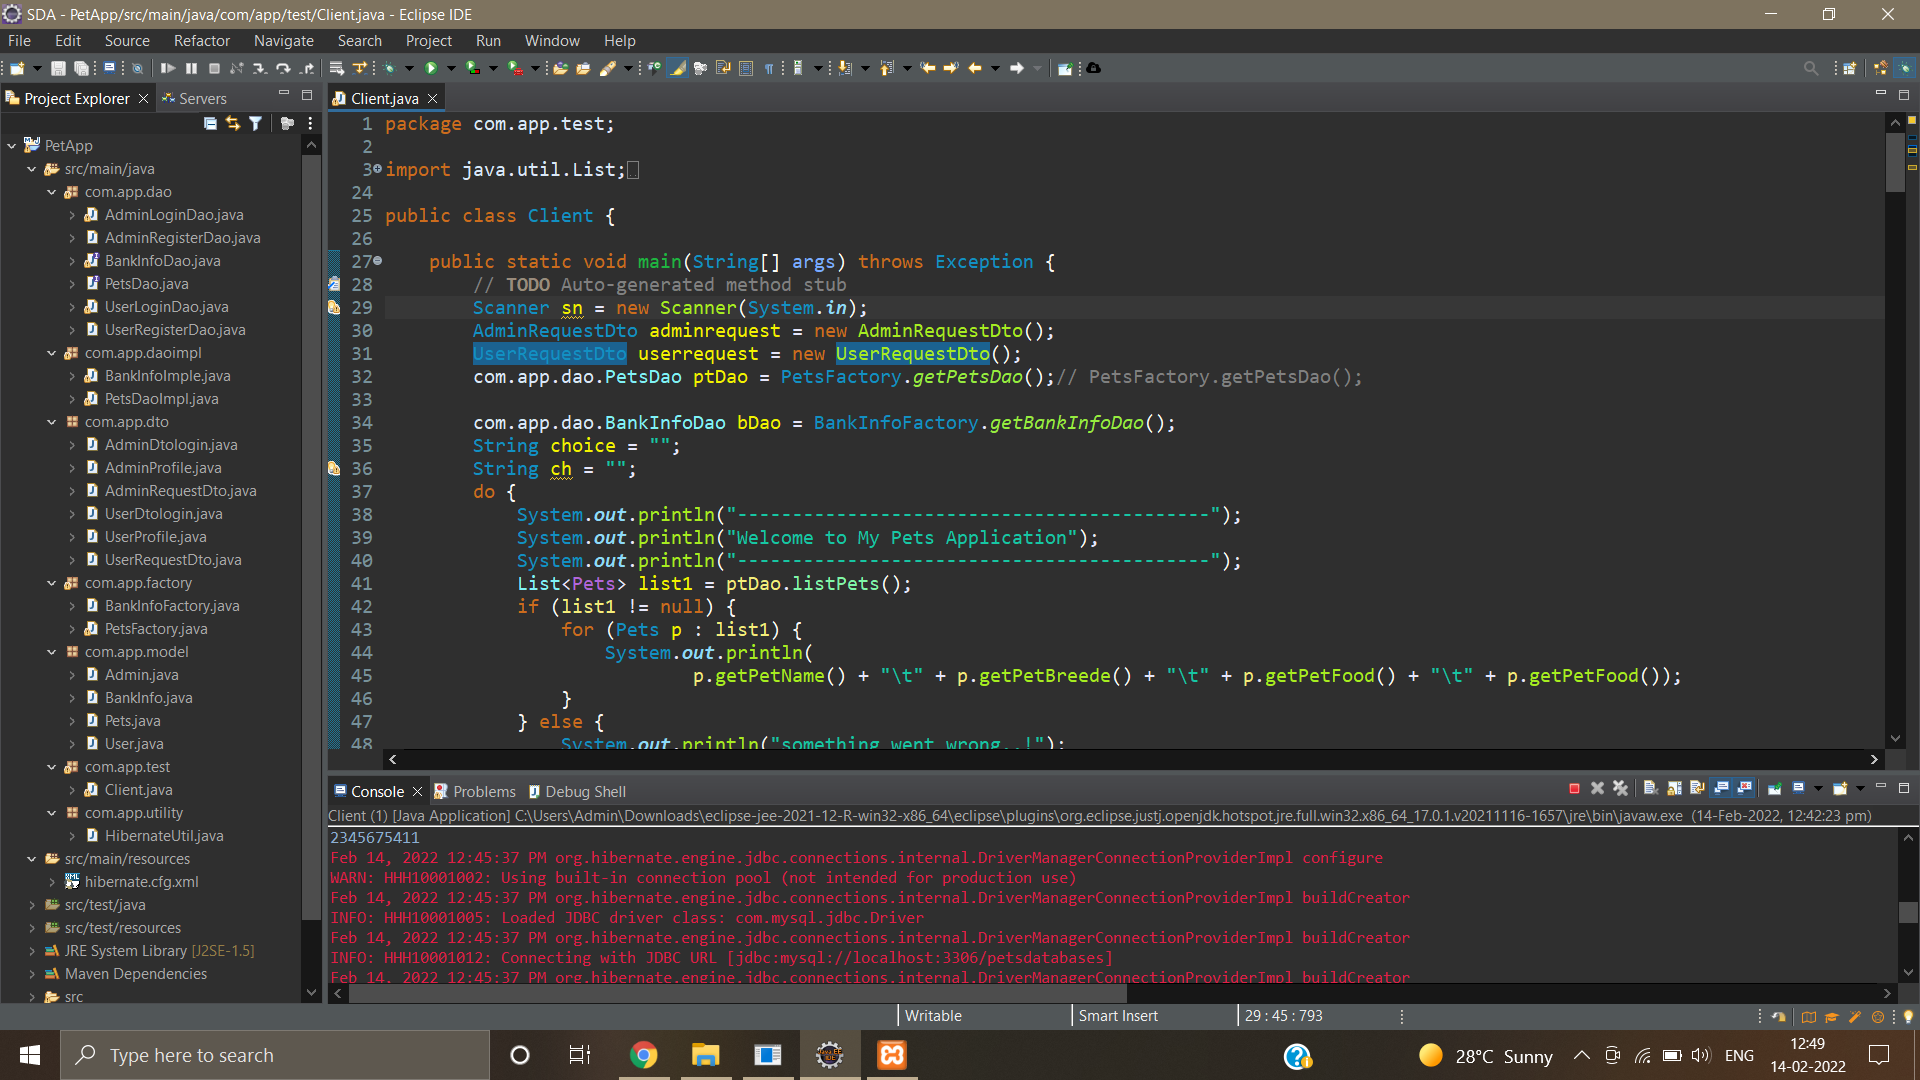 SDA - PetApp/src/main/java/com/app/test/Client.java - Eclipse IDE
File Edit Source Refactor Navigate Search Project Run Window Help
Project Explorer Servers
PetApp
src/main/java
com.app.dao
AdminLoginDao.java
AdminRegisterDao.java
BankInfoDao.java
PetsDao.java
UserLoginDao.java
UserRegisterDao.java
com.app.daoimpl
BankInfoImple.java
PetsDaoImpl.java
com.app.dto
AdminDtologin.java
AdminProfile.java
AdminRequestDto.java
UserDtologin.java
UserProfile.java
UserRequestDto.java
com.app.factory
BankInfoFactory.java
PetsFactory.java
com.app.model
Admin.java
BankInfo.java
Pets.java
User.java
com.app.test
Client.java
com.app.utility
HibernateUtil.java
src/main/resources
hibernate.cfg.xml
src/test/java
src/test/resources
JRE System Library [J2SE-1.5]
Maven Dependencies
src
Client.java
1 package com.app.test;
2
3 import java.util.List;
24
25 public class Client {
26
27 public static void main(String[] args) throws Exception {
28 // TODO Auto-generated method stub
29 Scanner sn = new Scanner(System.in);
30 AdminRequestDto adminrequest = new AdminRequestDto();
31 UserRequestDto userrequest = new UserRequestDto();
32 com.app.dao.PetsDao ptDao = PetsFactory.getPetsDao();// PetsFactory.getPetsDao();
33
34 com.app.dao.BankInfoDao bDao = BankInfoFactory.getBankInfoDao();
35 String choice = "";
36 String ch = "";
37 do {
38 System.out.println("-------------------------------------------");
39 System.out.println("Welcome to My Pets Application");
40 System.out.println("-------------------------------------------");
41 List<Pets> list1 = ptDao.listPets();
42 if (list1 != null) {
43 for (Pets p : list1) {
44 System.out.println(
45 p.getPetName() + "\t" + p.getPetBreede() + "\t" + p.getPetFood() + "\t" + p.getPetFood());
46 }
47 } else {
48 System.out.println("something went wrong..!");
Console Problems Debug Shell
Client (1) [Java Application] C:\Users\Admin\Downloads\eclipse-jee-2021-12-R-win32-x86_64\eclipse\plugins\org.eclipse.justj.openjdk.hotspot.jre.full.win32.x86_64_17.0.1.v20211116-1657\jre\bin\javaw.exe (14-Feb-2022, 12:42:23 pm)
2345675411
Feb 14, 2022 12:45:37 PM org.hibernate.engine.jdbc.connections.internal.DriverManagerConnectionProviderImpl configure
WARN: HHH10001002: Using built-in connection pool (not intended for production use)
Feb 14, 2022 12:45:37 PM org.hibernate.engine.jdbc.connections.internal.DriverManagerConnectionProviderImpl buildCreator
INFO: HHH10001005: Loaded JDBC driver class: com.mysql.jdbc.Driver
Feb 14, 2022 12:45:37 PM org.hibernate.engine.jdbc.connections.internal.DriverManagerConnectionProviderImpl buildCreator
INFO: HHH10001012: Connecting with JDBC URL [jdbc:mysql://localhost:3306/petsdatabases]
Feb 14, 2022 12:45:37 PM org.hibernate.engine.jdbc.connections.internal.DriverManagerConnectionProviderImpl buildCreator
Writable Smart Insert 29 : 45 : 793
Type here to search
28°C Sunny
ENG
12:49
14-02-2022